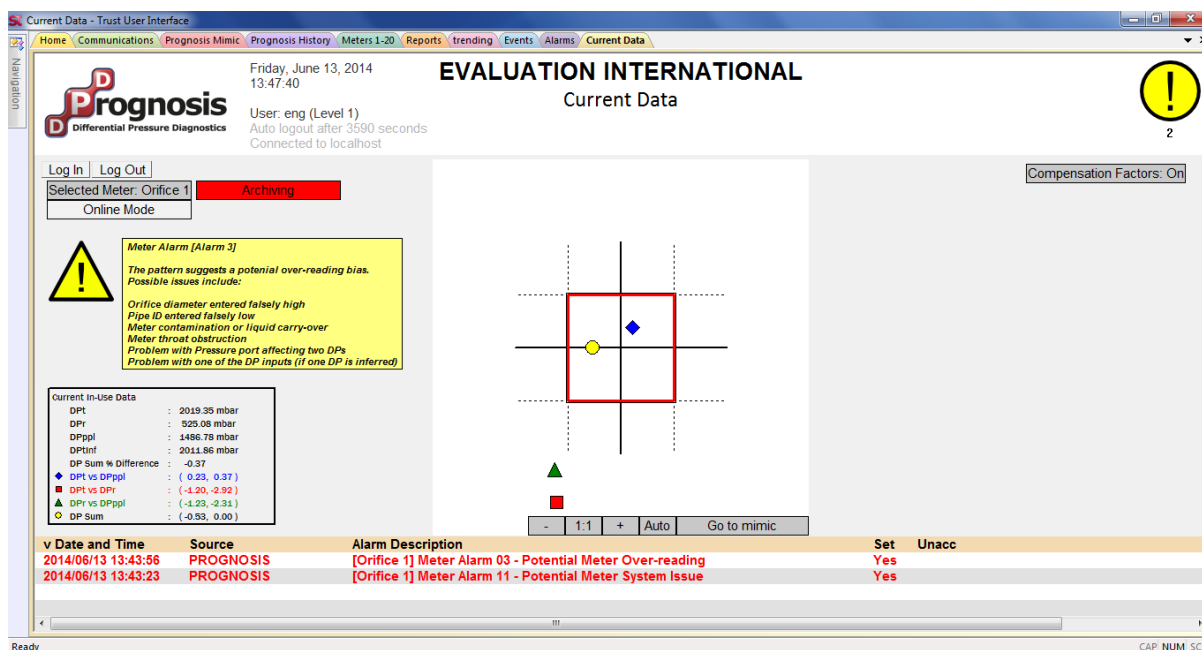 Current Data - Trust User Interface
Home Communications Prognosis Mimic Prognosis History Meters 1-20 Reports trending Events Alarms Current Data
Navigation
DP Prognosis D
Differential Pressure Diagnostics
Friday, June 13, 2014
13:47:40
User: eng (Level 1)
Auto logout after 3590 seconds
Connected to localhost
EVALUATION INTERNATIONAL
Current Data
!
2
Log In Log Out
Selected Meter: Orifice 1 Archiving
Online Mode
Compensation Factors: On
!
Meter Alarm [Alarm 3]
The pattern suggests a potenial over-reading bias.
Possible issues include:
Orifice diameter entered falsely high
Pipe ID entered falsely low
Meter contamination or liquid carry-over
Meter throat obstruction
Problem with Pressure port affecting two DPs
Problem with one of the DP inputs (if one DP is inferred)
Current In-Use Data
DPt : 2019.35 mbar
DPr : 525.08 mbar
DPppl : 1486.78 mbar
DPtinf : 2011.86 mbar
DP Sum % Difference : -0.37
DPt vs DPppl : ( 0.23, 0.37 )
DPt vs DPr : (-1.20, -2.92 )
DPr vs DPppl : ( -1.23, -2.31 )
DP Sum : ( -0.53, 0.00 )
- 1:1 + Auto Go to mimic
v Date and Time Source Alarm Description Set Unacc
2014/06/13 13:43:56 PROGNOSIS [Orifice 1] Meter Alarm 03 - Potential Meter Over-reading Yes
2014/06/13 13:43:23 PROGNOSIS [Orifice 1] Meter Alarm 11 - Potential Meter System Issue Yes
Ready CAP NUM SC